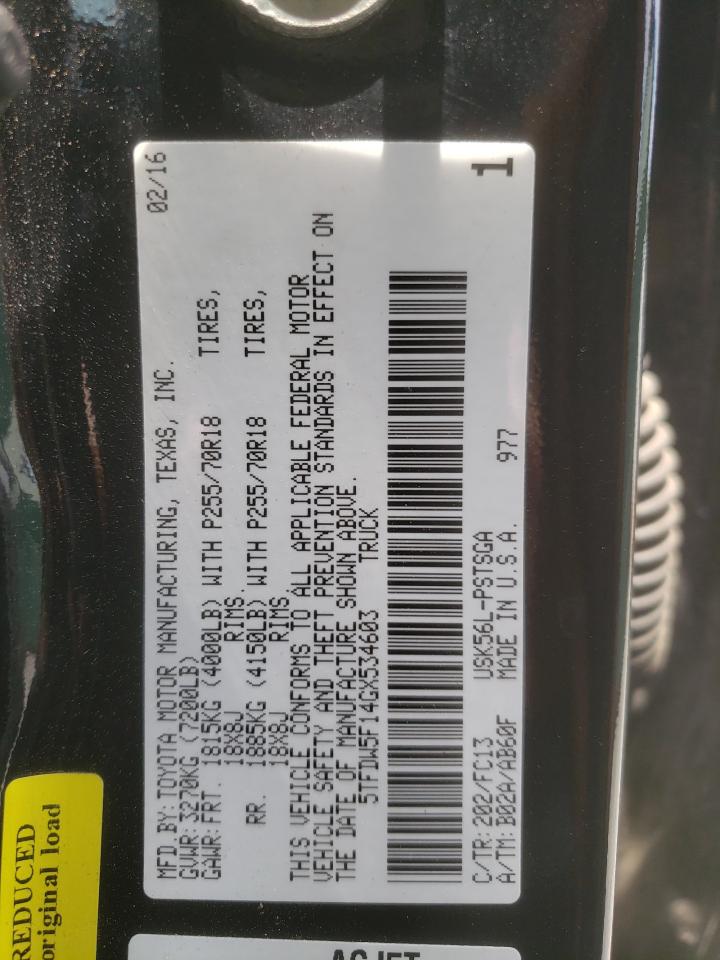 MFD BY: TOYOTA MOTOR MANUFACTURING, TEXAS, INC. 02/16
GVWR: 3270KG (7200LB)
GAWR: FRT. 1815KG (4000LB) WITH P255/70R18 TIRES,
18X8J RIMS.
RR. 1885KG (4150LB) WITH P255/70R18 TIRES,
18X8J RIMS.
THIS VEHICLE CONFORMS TO ALL APPLICABLE FEDERAL MOTOR
VEHICLE SAFETY AND THEFT PREVENTION STANDARDS IN EFFECT ON
THE DATE OF MANUFACTURE SHOWN ABOVE.
5TFDW5F14GX534603 TRUCK
C/TR: 202/FC13 USK56L-PSTSGA 977
A/TM: B02A/AB60F MADE IN U.S.A.
1
REDUCED
original load